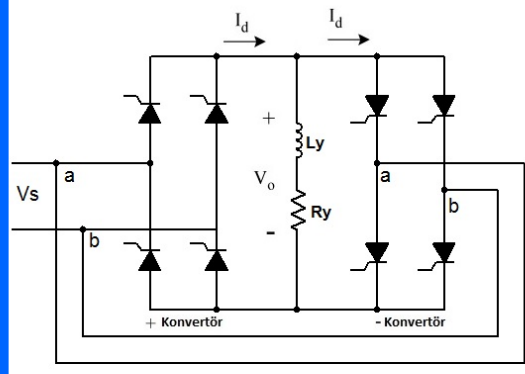 I_d
I_d
+
Ly
a
a
Vs
V_o
Ry
b
b
-
+ Konvertör
- Konvertör